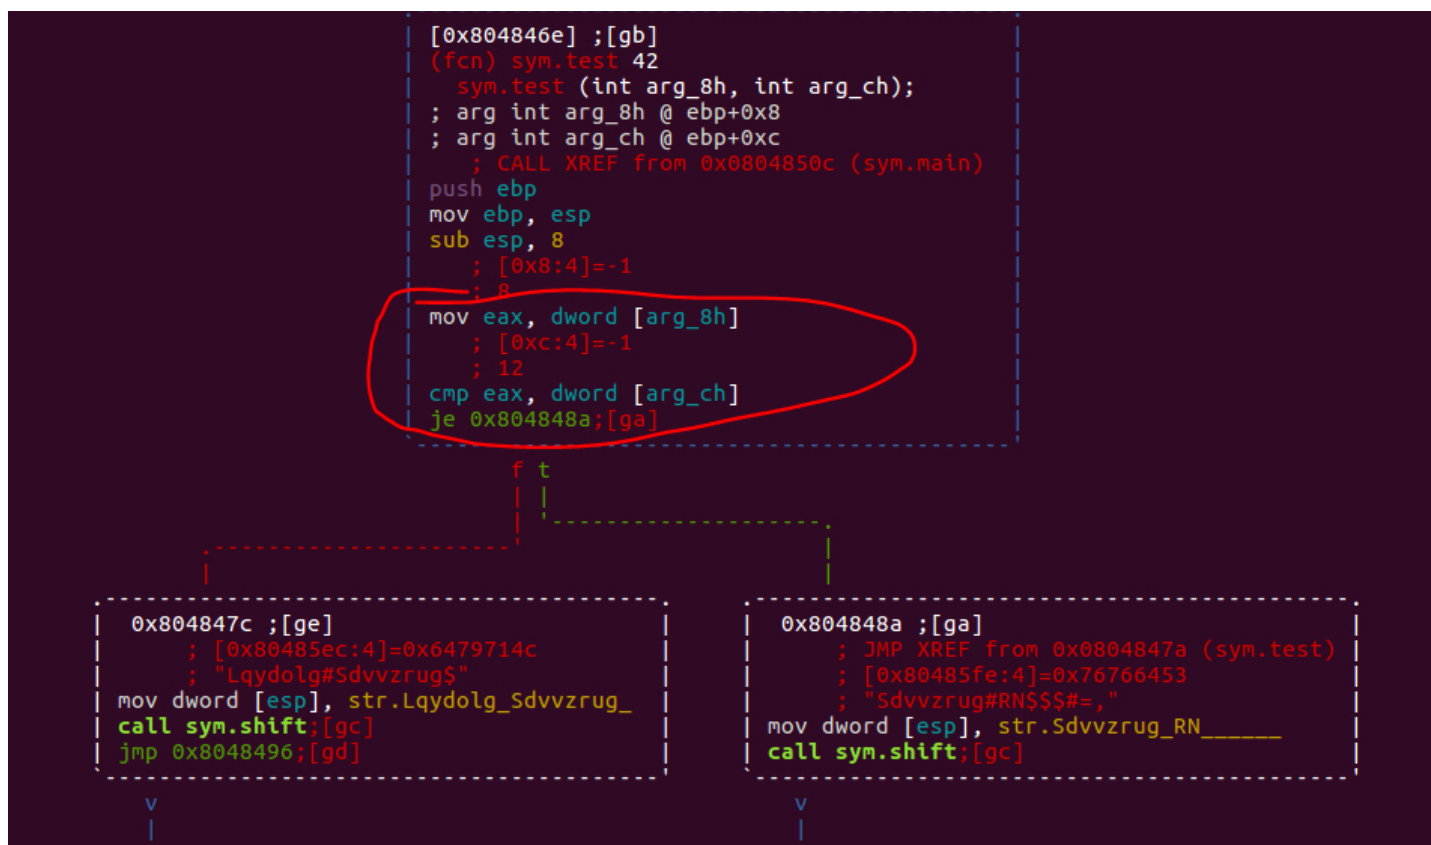 [0x804846e] ;[gb]
(fcn) sym.test 42
sym.test (int arg_8h, int arg_ch);
; arg int arg_8h @ ebp+0x8
; arg int arg_ch @ ebp+0xc
; CALL XREF from 0x0804850c (sym.main)
push ebp
mov ebp, esp
sub esp, 8
; [0x8:4]=-1
; 8
mov eax, dword [arg_8h]
; [0xc:4]=-1
; 12
cmp eax, dword [arg_ch]
je 0x804848a;[ga]
f t
0x804847c ;[ge]
; [0x80485ec:4]=0x6479714c
; "Lqydolg#Sdvvzrug$"
mov dword [esp], str.Lqydolg_Sdvvzrug_
call sym.shift;[gc]
jmp 0x8048496;[gd]
v
0x804848a ;[ga]
; JMP XREF from 0x0804847a (sym.test)
; [0x80485fe:4]=0x76766453
; "Sdvvzrug#RN$$$#=,"
mov dword [esp], str.Sdvvzrug_RN______
call sym.shift;[gc]
v